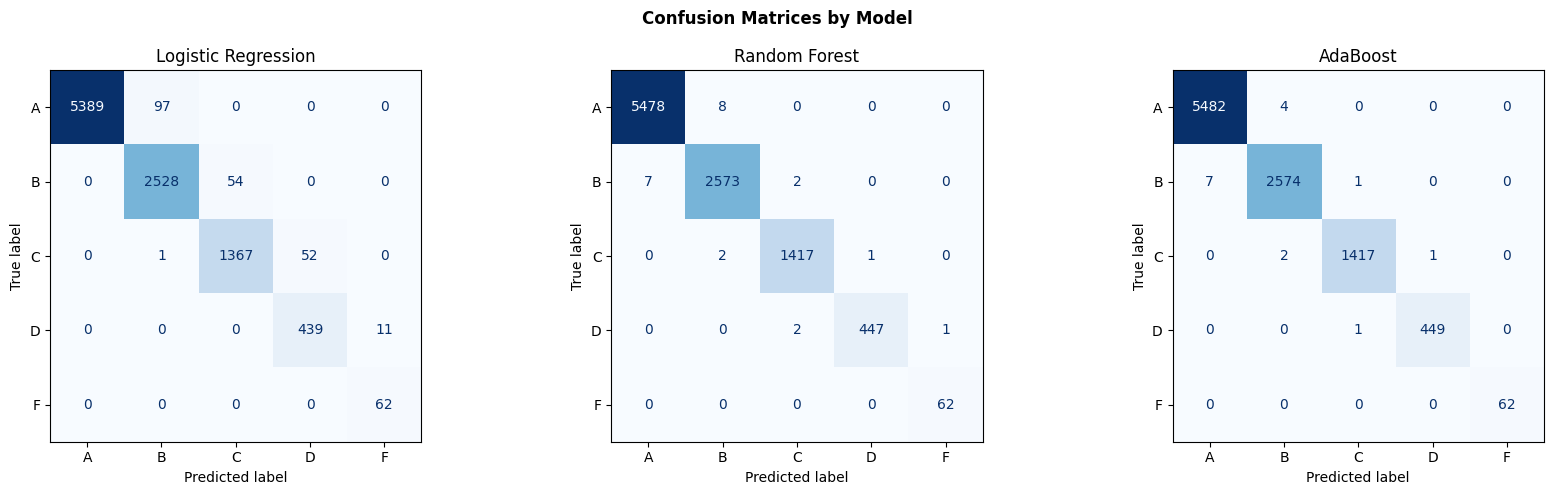 Confusion Matrices by Model
Logistic Regression
True label
A 5389 97 0 0 0
B 0 2528 54 0 0
C 0 1 1367 52 0
D 0 0 0 439 11
F 0 0 0 0 62
A B C D F
Predicted label
Random Forest
True label
A 5478 8 0 0 0
B 7 2573 2 0 0
C 0 2 1417 1 0
D 0 0 2 447 1
F 0 0 0 0 62
A B C D F
Predicted label
AdaBoost
True label
A 5482 4 0 0 0
B 7 2574 1 0 0
C 0 2 1417 1 0
D 0 0 1 449 0
F 0 0 0 0 62
A B C D F
Predicted label